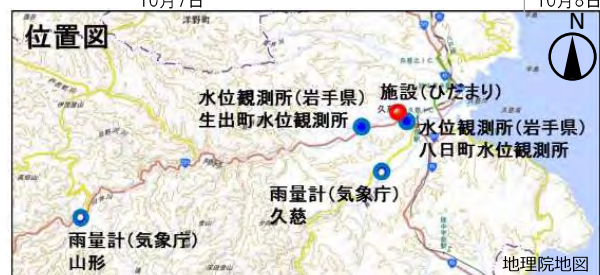 10月7日
10月8日
位置図
N
洋野町
施設(ひだまり)
水位観測所(岩手県)
生出町水位観測所
水位観測所(岩手県)
八日町水位観測所
雨量計(気象庁)
久慈
雨量計(気象庁)
山形
地理院地図